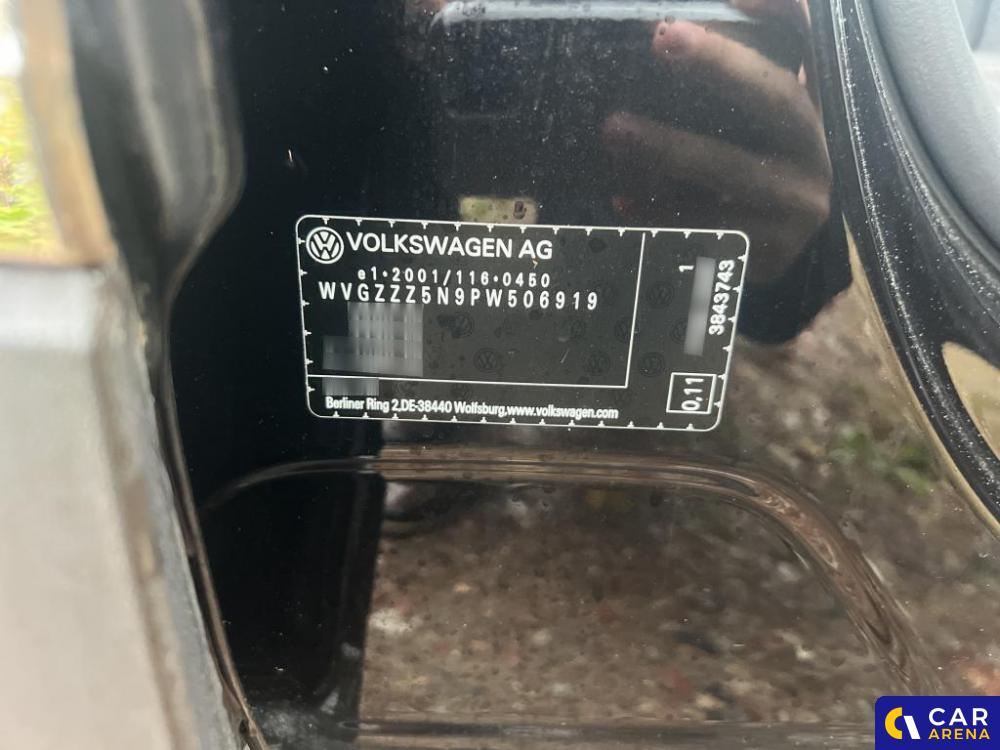 VOLKSWAGEN AG
e1*2001/116*0450
WVGZZZ5N9PW506919
1
3843743
0,11
Berliner Ring 2,DE-38440 Wolfsburg,www.volkswagen.com
CAR
ARENA